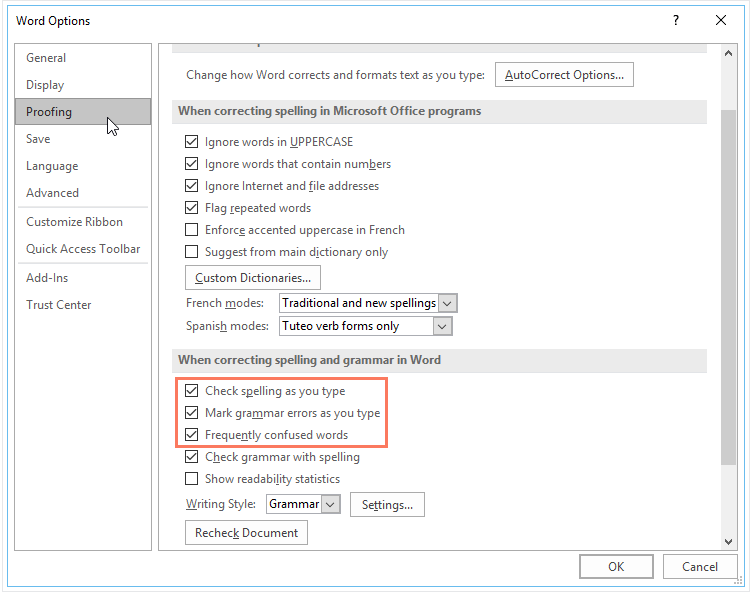 Word Options
?
General
Display
Proofing
Save
Language
Advanced
Customize Ribbon
Quick Access Toolbar
Add-Ins
Trust Center
Change how Word corrects and formats text as you type: AutoCorrect Options...
When correcting spelling in Microsoft Office programs
Ignore words in UPPERCASE
Ignore words that contain numbers
Ignore Internet and file addresses
Flag repeated words
Enforce accented uppercase in French
Suggest from main dictionary only
Custom Dictionaries...
French modes: Traditional and new spellings
Spanish modes: Tuteo verb forms only
When correcting spelling and grammar in Word
Check spelling as you type
Mark grammar errors as you type
Frequently confused words
Check grammar with spelling
Show readability statistics
Writing Style: Grammar Settings...
Recheck Document
OK Cancel